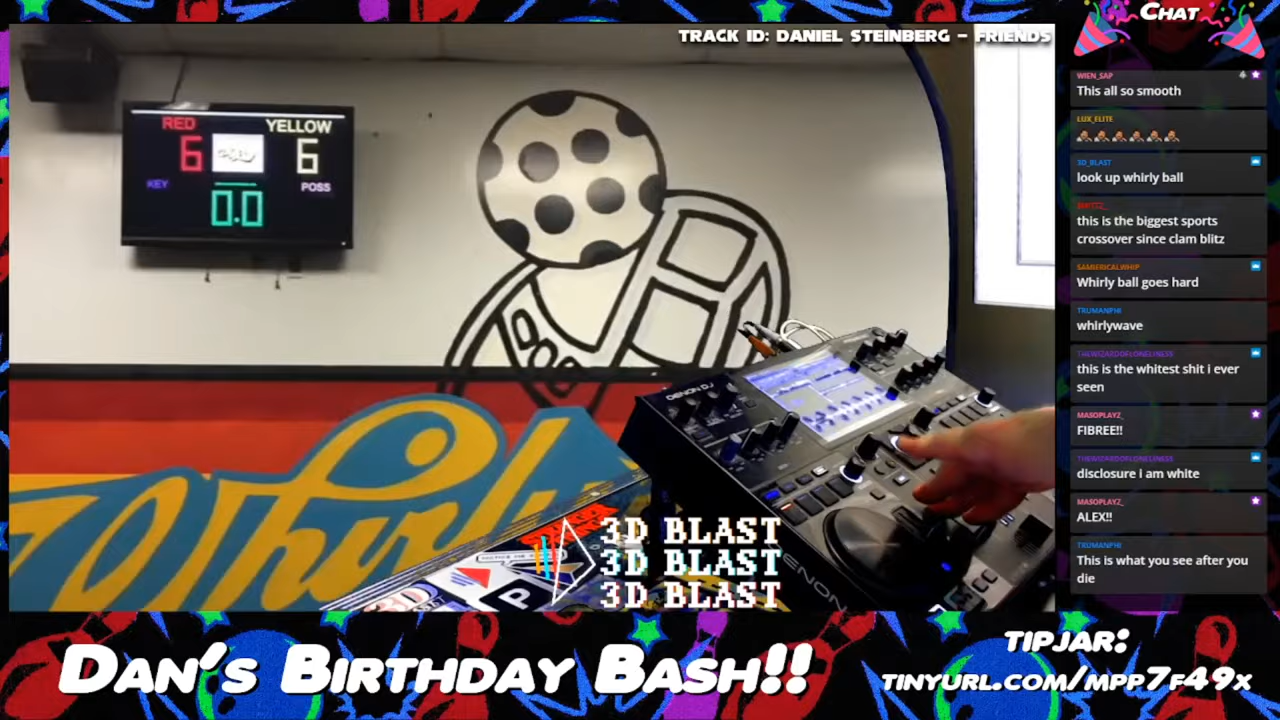 TRACK ID: DANIEL STEINBERG - FRIENDS
RED
YELLOW
6
6
KEY
POSS
0.0
DENON DJ
Whirly
3D BLAST
3D BLAST
3D BLAST
DENON
P
CHAT
WIEN_SAP
This all so smooth
LUX_ELITE
3D_BLAST
look up whirly ball
this is the biggest sports
crossover since clam blitz
SAMIERICALWHIP
Whirly ball goes hard
TRUMANPHI
whirlywave
THEWIZARDOFLONELINESS
this is the whitest shit i ever
seen
MASOPLAYZ_
FIBREE!!
THEWIZARDOFLONELINESS
disclosure i am white
MASOPLAYZ_
ALEX!!
TRUMANPHI
This is what you see after you
die
DAN'S BIRTHDAY BASH!!
TIPJAR:
TINYURL.COM/MPP7F49X